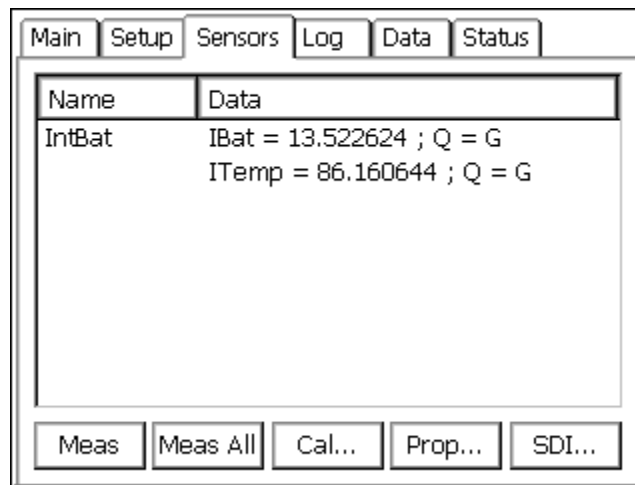 Main Setup Sensors Log Data Status
Name Data
IntBat IBat = 13.522624 ; Q = G
ITemp = 86.160644 ; Q = G
Meas Meas All Cal... Prop... SDI...